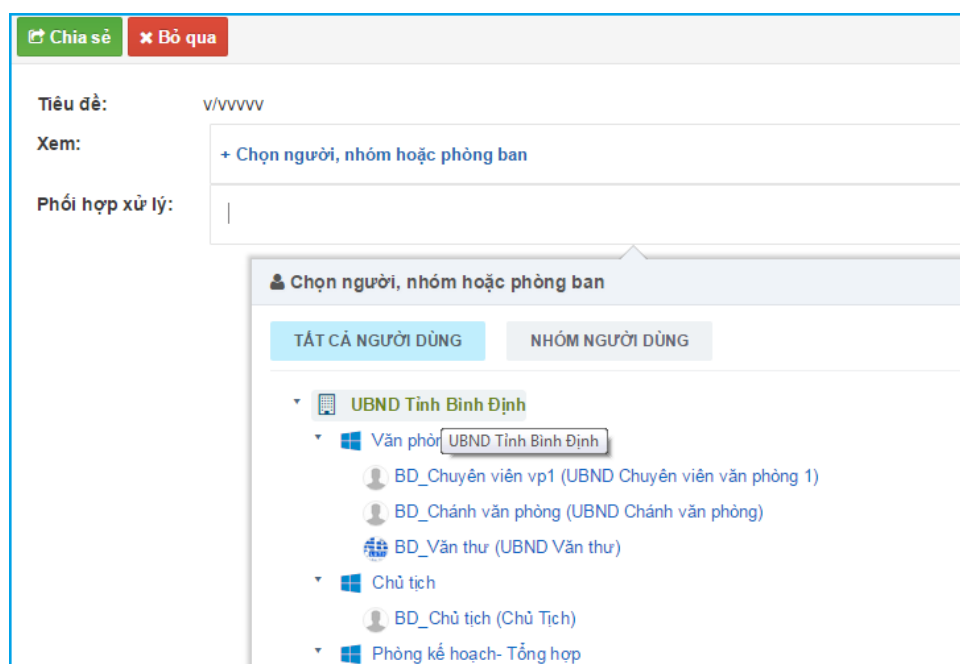 Chia sẻ Bỏ qua
Tiêu đề: v/vvvvv
Xem: + Chọn người, nhóm hoặc phòng ban
Phối hợp xử lý:
Chọn người, nhóm hoặc phòng ban
TẤT CẢ NGƯỜI DÙNG NHÓM NGƯỜI DÙNG
UBND Tỉnh Bình Định
Văn phòn UBND Tỉnh Bình Định
BD_Chuyên viên vp1 (UBND Chuyên viên văn phòng 1)
BD_Chánh văn phòng (UBND Chánh văn phòng)
BD_Văn thư (UBND Văn thư)
Chủ tịch
BD_Chủ tịch (Chủ Tịch)
Phòng kế hoạch- Tổng hợp